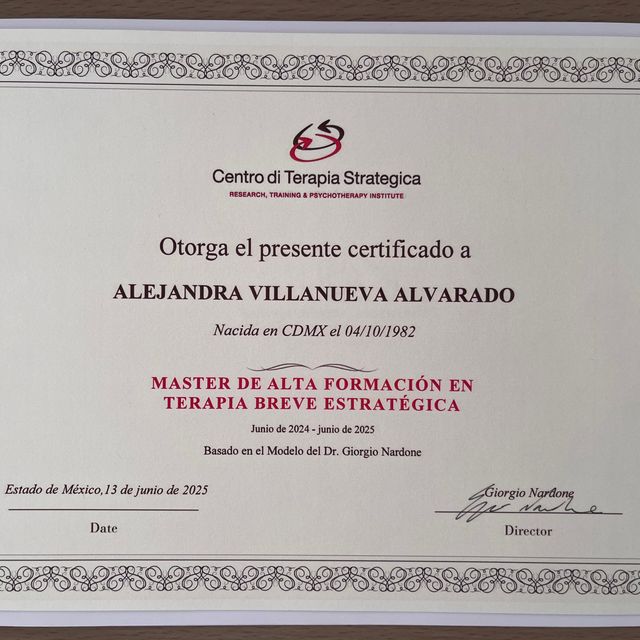 Centro di Terapia Strategica
RESEARCH, TRAINING & PSYCHOTHERAPY INSTITUTE
Otorga el presente certificado a
ALEJANDRA VILLANUEVA ALVARADO
Nacida en CDMX el 04/10/1982
MASTER DE ALTA FORMACIÓN EN
TERAPIA BREVE ESTRATÉGICA
Junio de 2024 - junio de 2025
Basado en el Modelo del Dr. Giorgio Nardone
Estado de México,13 de junio de 2025
Date
Giorgio Nardone
Director